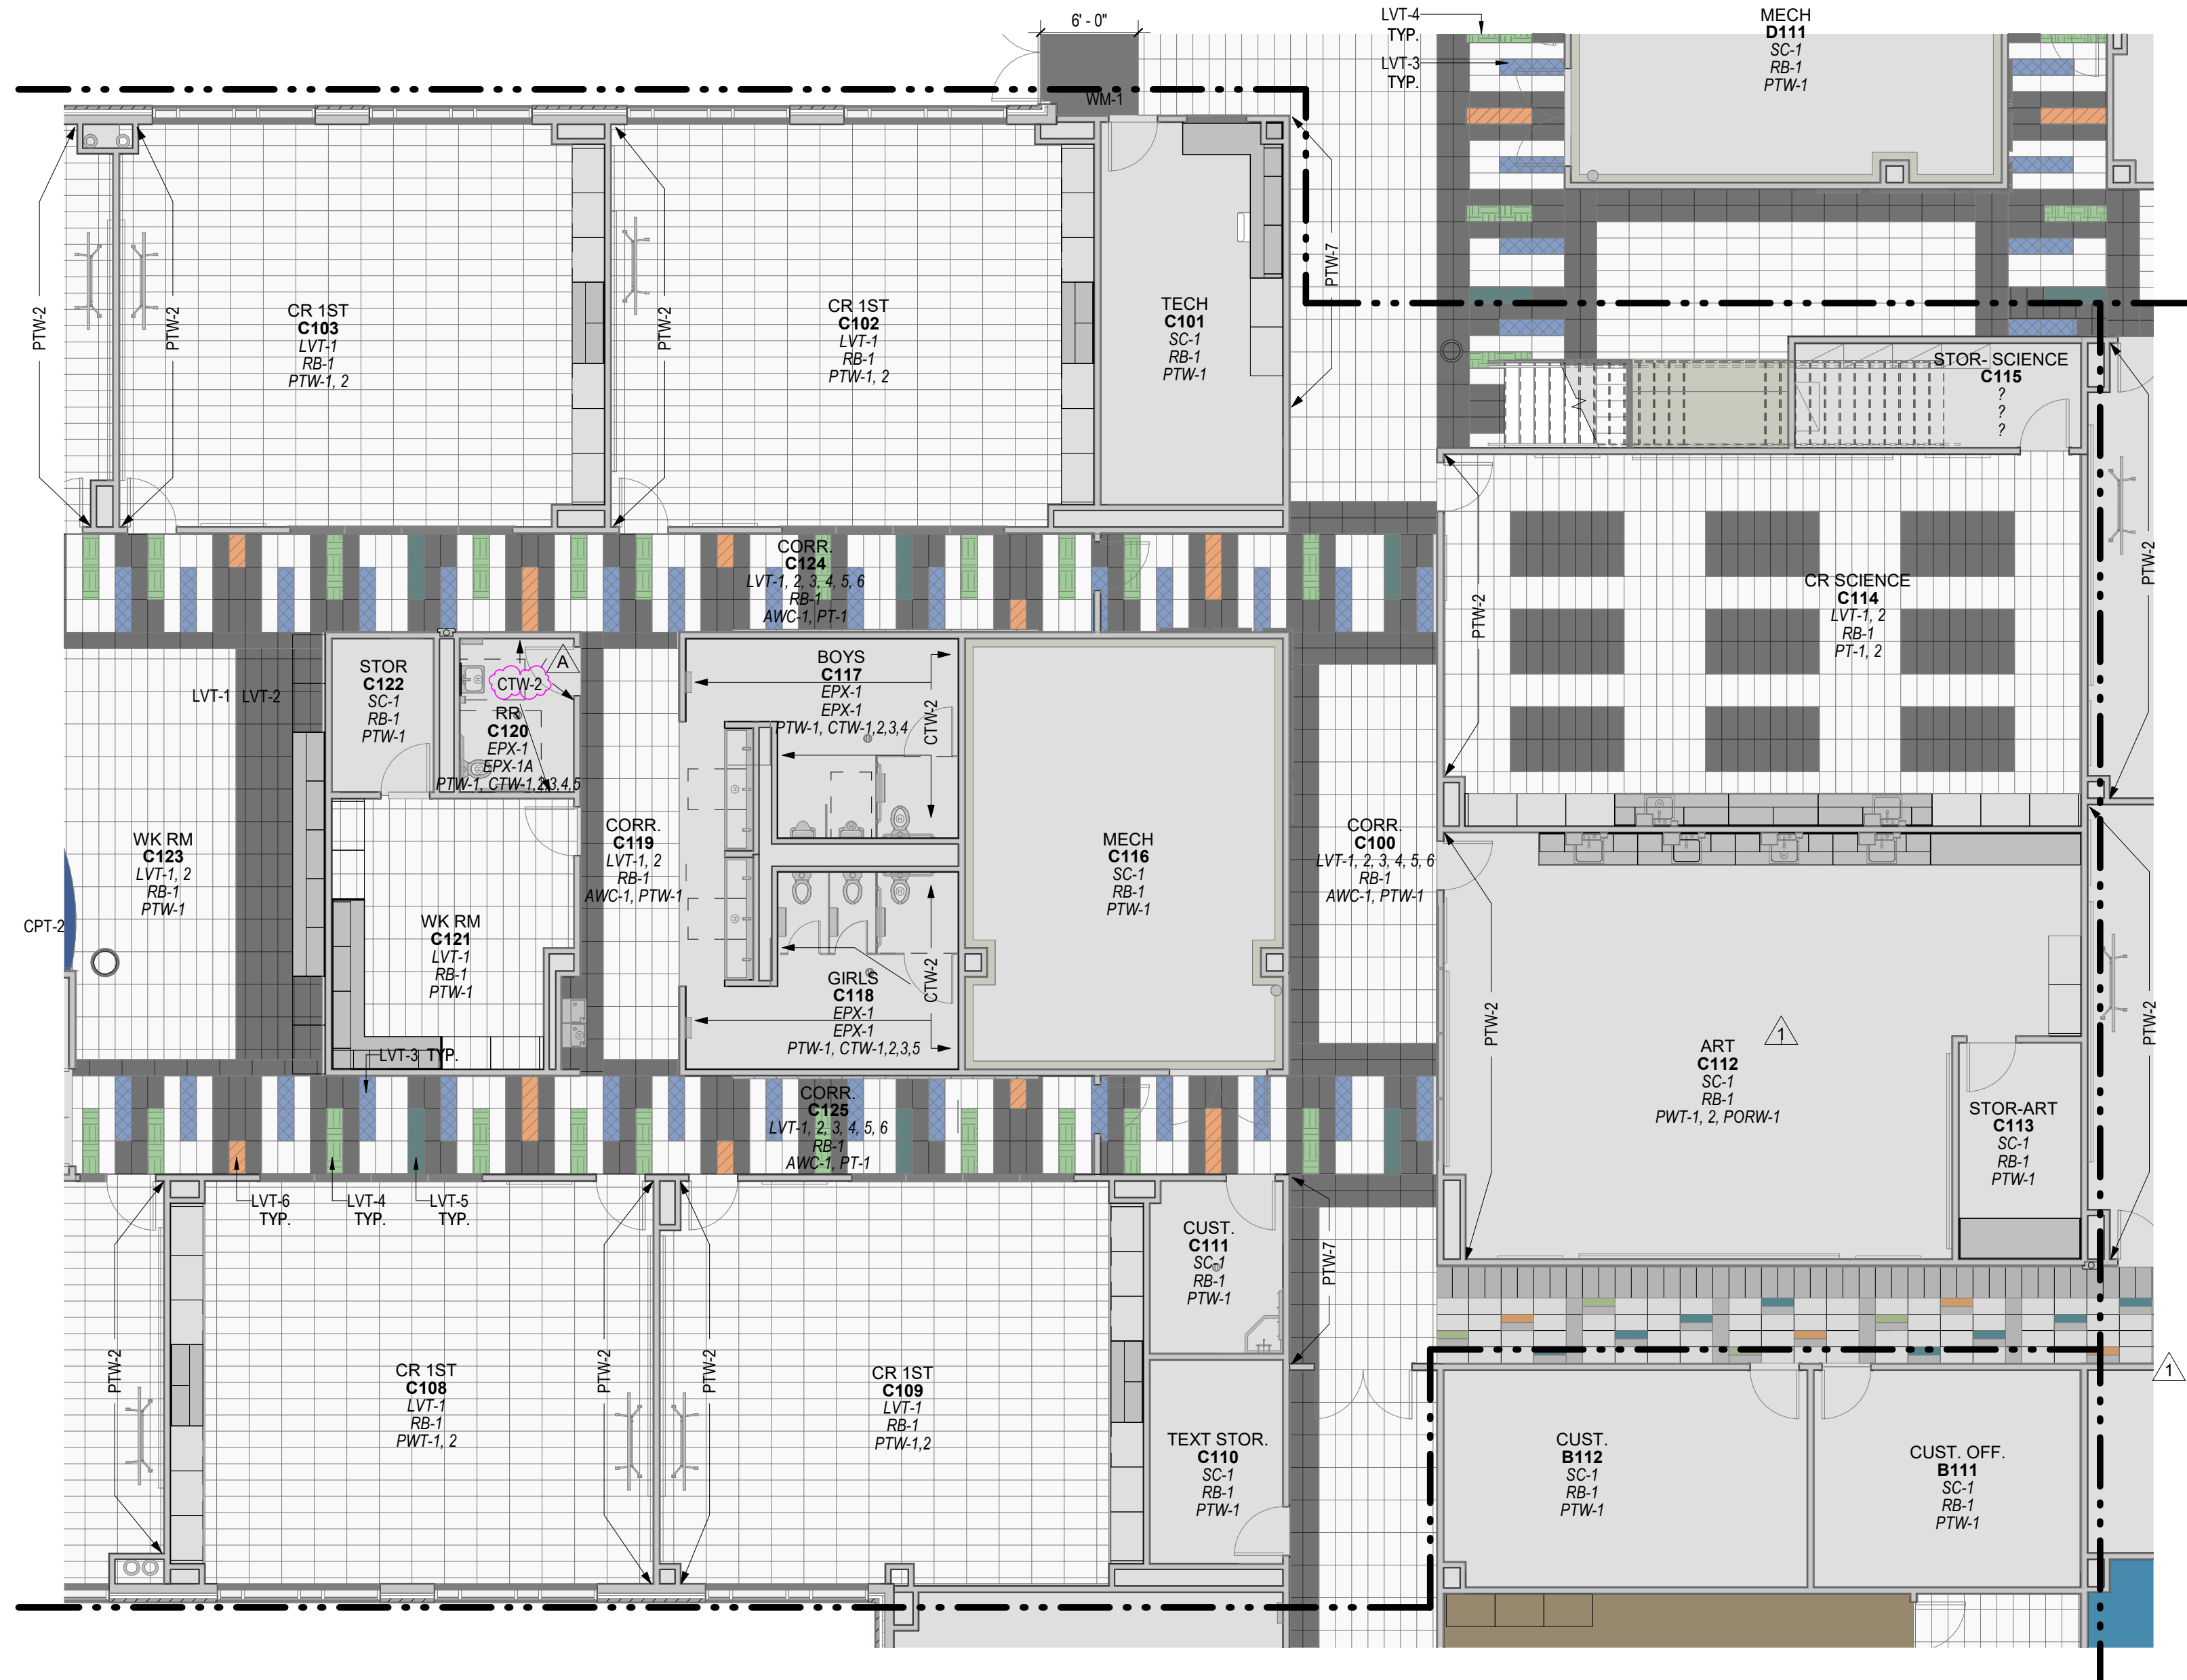 6' - 0"
WM-1
LVT-4
TYP.
LVT-3
TYP.
MECH
D111
SC-1
RB-1
PTW-1
PTW-2
PTW-2
CR 1ST
C103
LVT-1
RB-1
PTW-1, 2
PTW-2
CR 1ST
C102
LVT-1
RB-1
PTW-1, 2
TECH
C101
SC-1
RB-1
PTW-1
PTW-7
STOR- SCIENCE
C115
?
?
?
PTW-2
CORR.
C124
LVT-1, 2, 3, 4, 5, 6
RB-1
AWC-1, PT-1
PTW-2
CR SCIENCE
C114
LVT-1, 2
RB-1
PT-1, 2
LVT-1
LVT-2
STOR
C122
SC-1
RB-1
PTW-1
A
CTW-2
RR
C120
EPX-1
EPX-1A
PTW-1, CTW-1,2,3,4,5
BOYS
C117
EPX-1
EPX-1
PTW-1, CTW-1,2,3,4
CTW-2
WK RM
C123
LVT-1, 2
RB-1
PTW-1
CPT-2
WK RM
C121
LVT-1
RB-1
PTW-1
CORR.
C119
LVT-1, 2
RB-1
AWC-1, PTW-1
MECH
C116
SC-1
RB-1
PTW-1
CORR.
C100
LVT-1, 2, 3, 4, 5, 6
RB-1
AWC-1, PTW-1
GIRLS
C118
EPX-1
EPX-1
PTW-1, CTW-1,2,3,5
CTW-2
PTW-2
ART
C112
SC-1
RB-1
PWT-1, 2, PORW-1
1
STOR-ART
C113
SC-1
RB-1
PTW-1
PTW-2
LVT-3 TYP.
CORR.
C125
LVT-1, 2, 3, 4, 5, 6
RB-1
AWC-1, PT-1
LVT-6
TYP.
LVT-4
TYP.
LVT-5
TYP.
PTW-2
CR 1ST
C108
LVT-1
RB-1
PWT-1, 2
PTW-2
PTW-2
CR 1ST
C109
LVT-1
RB-1
PTW-1,2
CUST.
C111
SC-1
RB-1
PTW-1
PTW-7
TEXT STOR.
C110
SC-1
RB-1
PTW-1
CUST.
B112
SC-1
RB-1
PTW-1
CUST. OFF.
B111
SC-1
RB-1
PTW-1
1